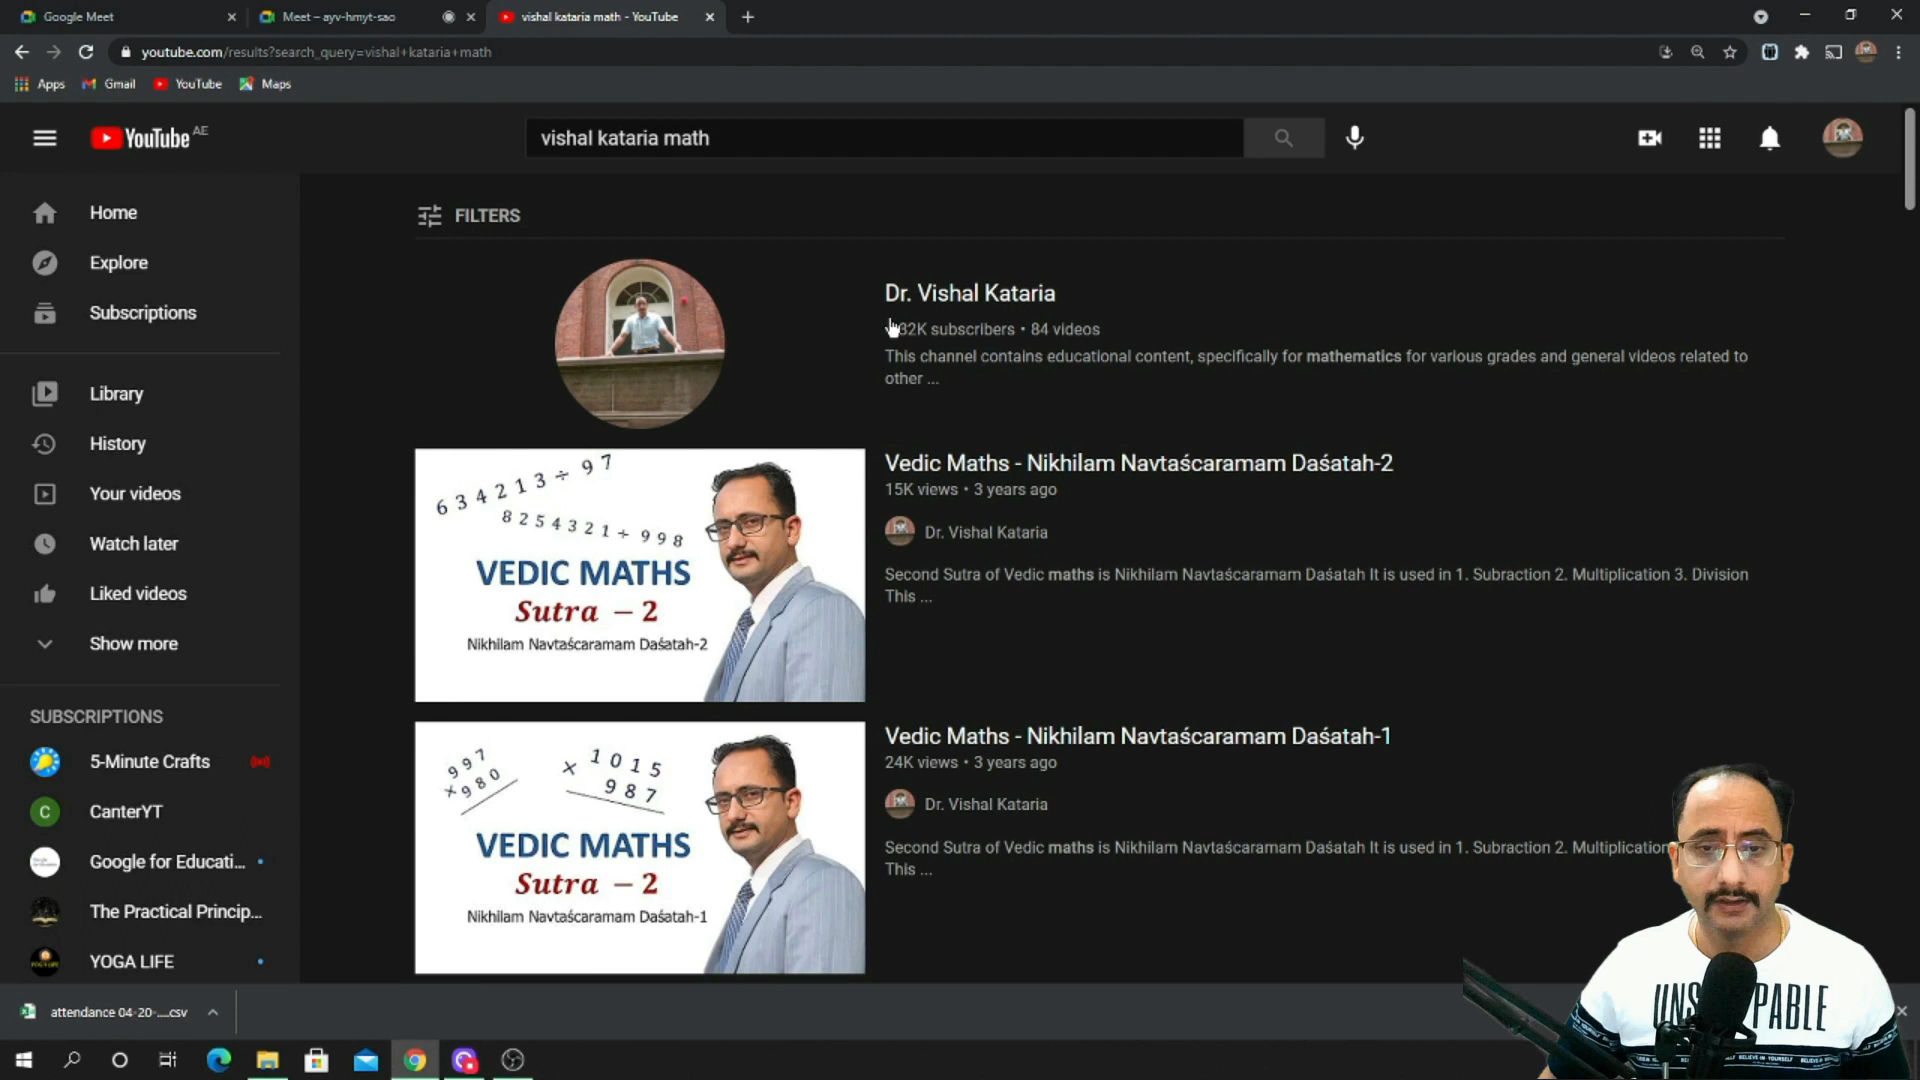 Google Meet
Meet – ayv-hmyt-sao
vishal kataria math - YouTube
youtube.com/results?search_query=vishal+kataria+math
Apps
Gmail
YouTube
Maps
YouTube AE
vishal kataria math
Home
Explore
Subscriptions
Library
History
Your videos
Watch later
Liked videos
Show more
SUBSCRIPTIONS
5-Minute Crafts
C
CanterYT
Google for Educati...
The Practical Princip...
YOGA LIFE
FILTERS
Dr. Vishal Kataria
32K subscribers • 84 videos
This channel contains educational content, specifically for mathematics for various grades and general videos related to
other ...
634213÷97
8254321÷998
VEDIC MATHS
Sutra – 2
Nikhilam Navtaścaramam Daśatah-2
Vedic Maths - Nikhilam Navtaścaramam Daśatah-2
15K views • 3 years ago
Dr. Vishal Kataria
Second Sutra of Vedic maths is Nikhilam Navtaścaramam Daśatah It is used in 1. Subraction 2. Multiplication 3. Division
This ...
997
×980
× 1015
987
VEDIC MATHS
Sutra – 2
Nikhilam Navtaścaramam Daśatah-1
Vedic Maths - Nikhilam Navtaścaramam Daśatah-1
24K views • 3 years ago
Dr. Vishal Kataria
Second Sutra of Vedic maths is Nikhilam Navtaścaramam Daśatah It is used in 1. Subraction 2. Multiplication
This ...
attendance 04-20-....csv
BELIEVE IN YOURSELF